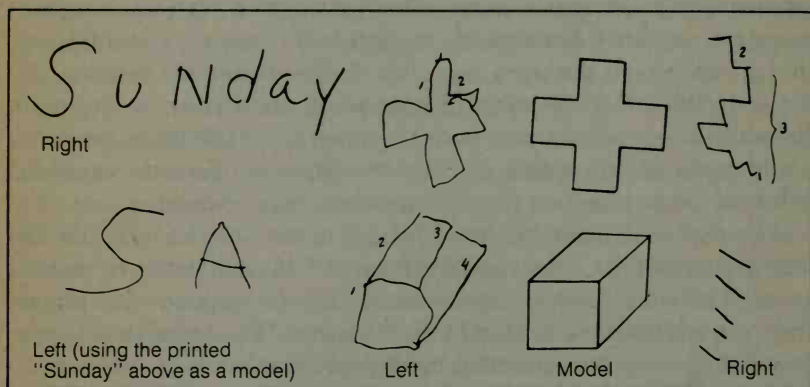 Sunday
1 2 2 3 1
Right
S A
2 3 4 1
Left (using the printed
"Sunday" above as a model)
Left Model Right